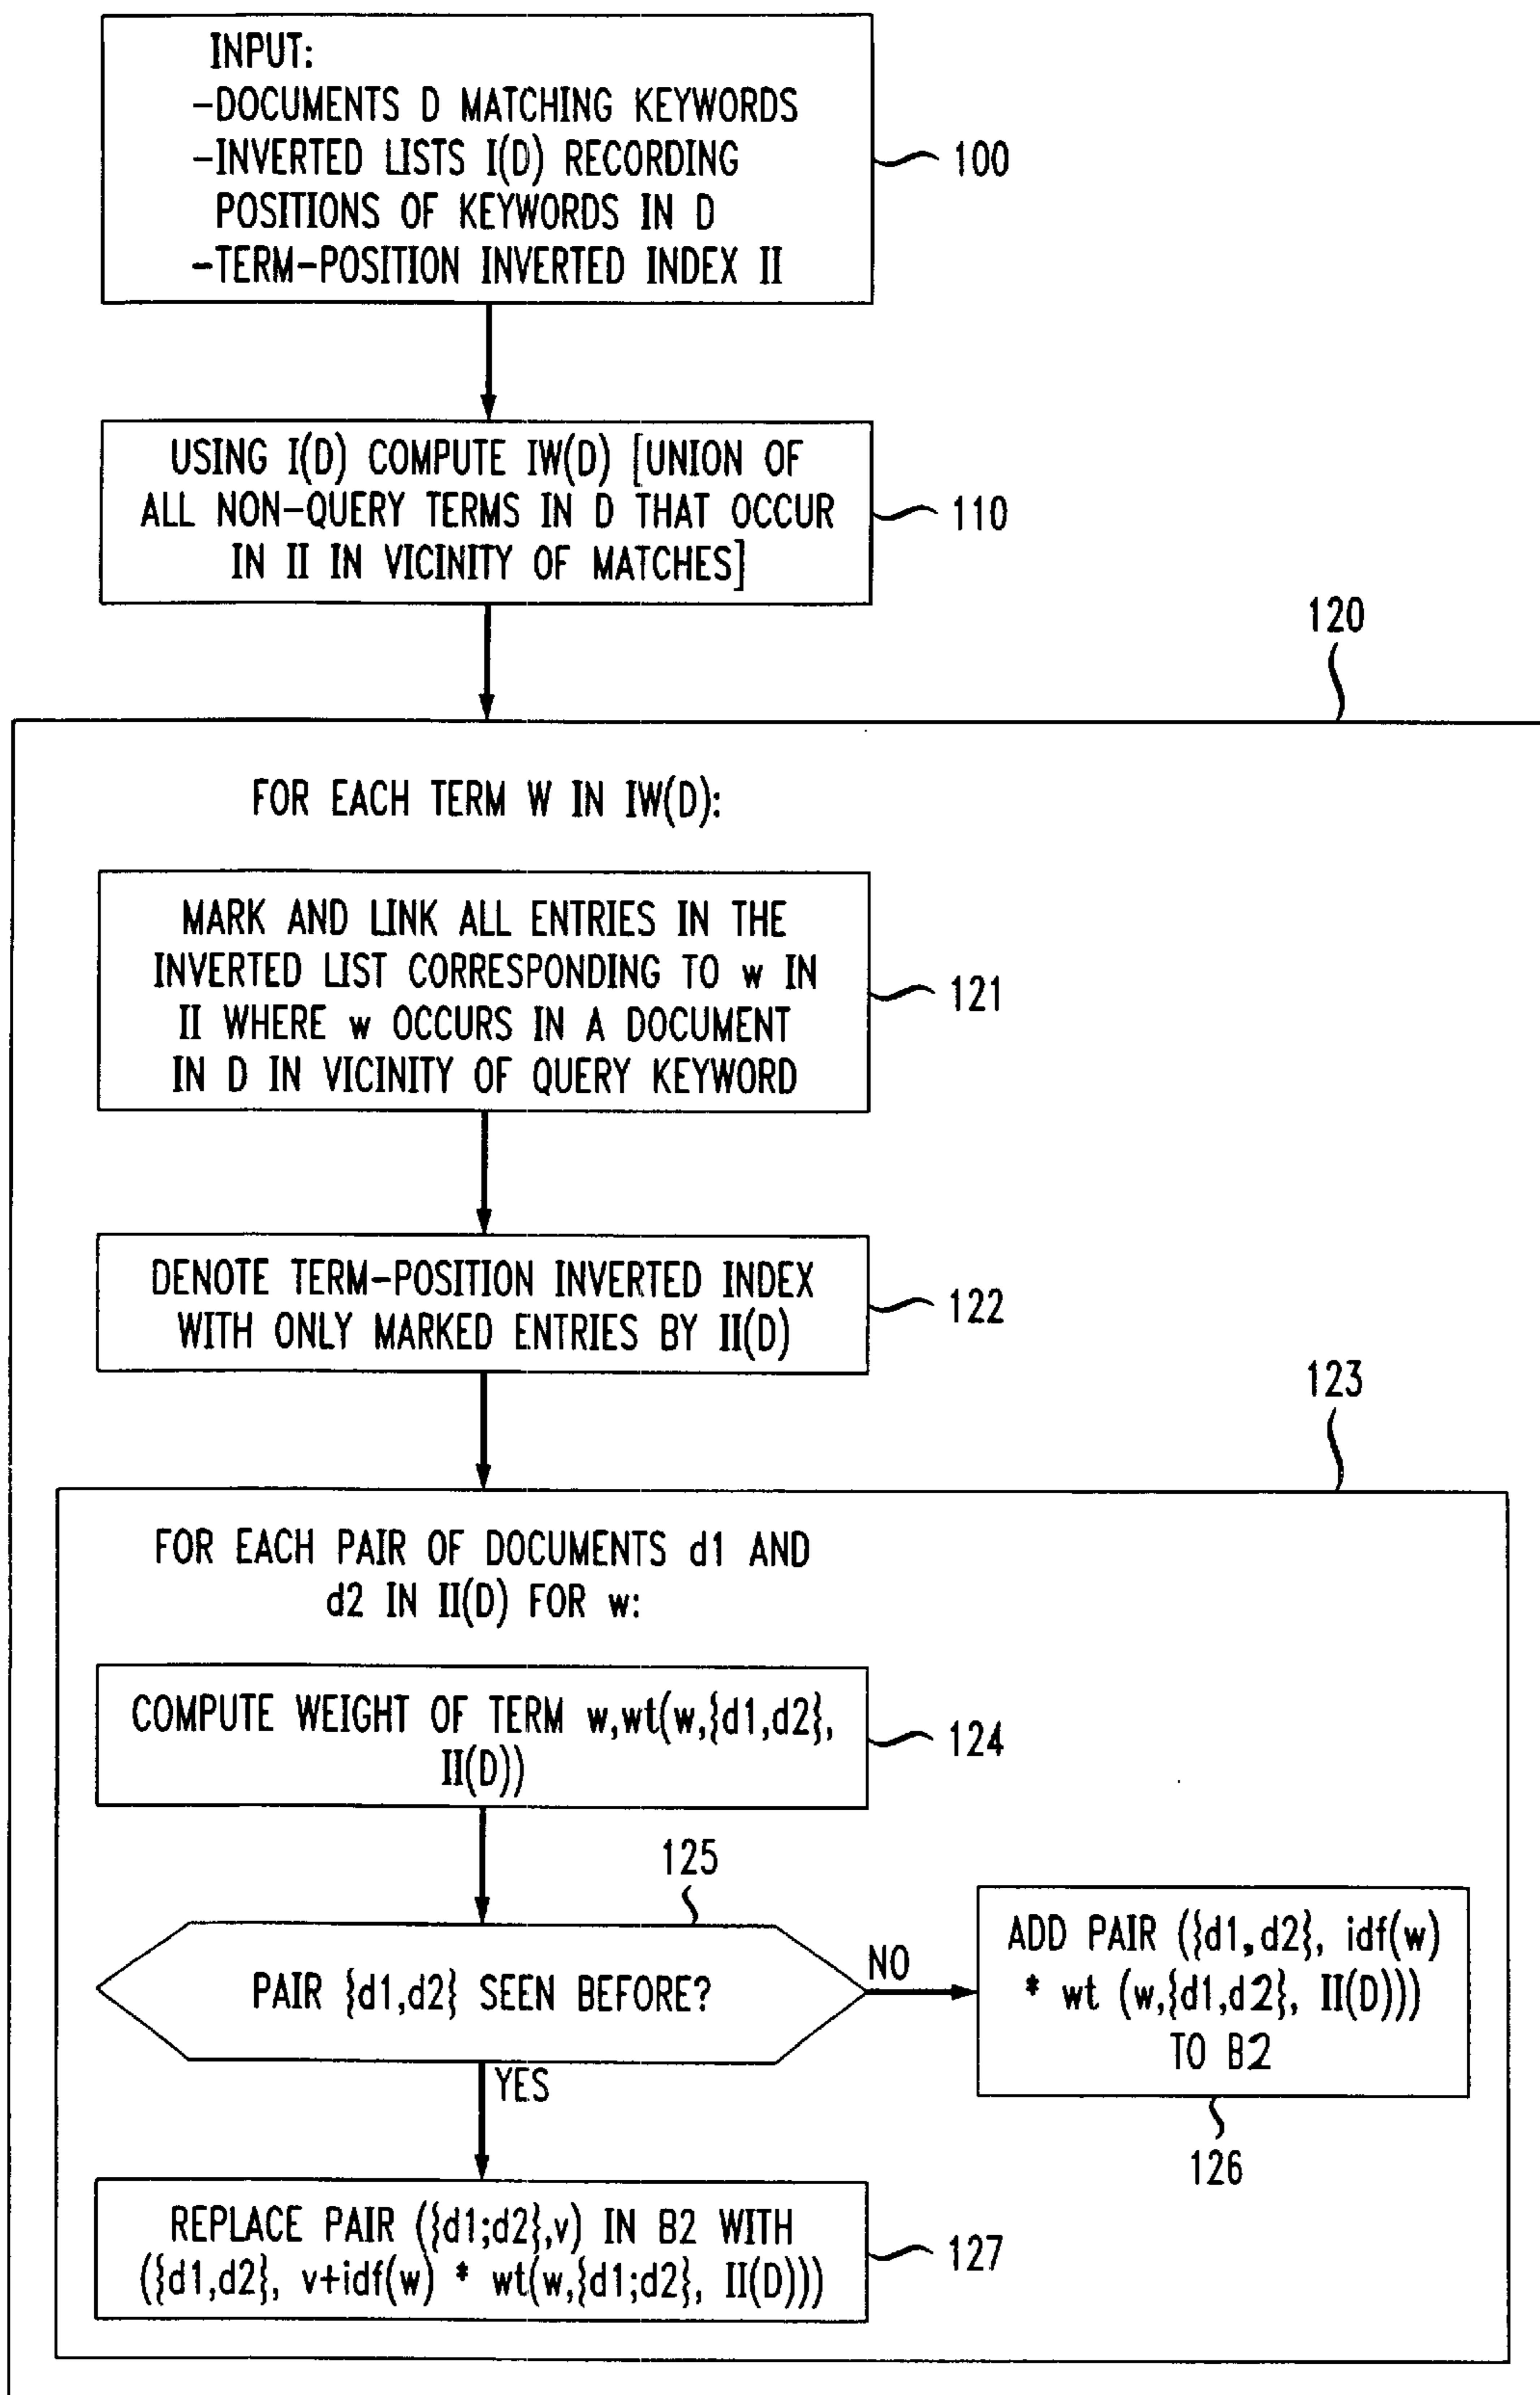 INPUT:
-DOCUMENTS D MATCHING KEYWORDS
-INVERTED LISTS I(D) RECORDING
POSITIONS OF KEYWORDS IN D
-TERM-POSITION INVERTED INDEX II
100
USING I(D) COMPUTE IW(D) [UNION OF
ALL NON-QUERY TERMS IN D THAT OCCUR
IN II IN VICINITY OF MATCHES]
110
120
FOR EACH TERM W IN IW(D):
MARK AND LINK ALL ENTRIES IN THE
INVERTED LIST CORRESPONDING TO w IN
II WHERE w OCCURS IN A DOCUMENT
IN D IN VICINITY OF QUERY KEYWORD
121
DENOTE TERM-POSITION INVERTED INDEX
WITH ONLY MARKED ENTRIES BY II(D)
122
123
FOR EACH PAIR OF DOCUMENTS d1 AND
d2 IN II(D) FOR w:
COMPUTE WEIGHT OF TERM w,wt(w,{d1,d2},
II(D))
124
125
PAIR {d1,d2} SEEN BEFORE?
NO
ADD PAIR ({d1,d2}, idf(w)
* wt (w,{d1,d2}, II(D)))
TO B2
126
YES
REPLACE PAIR ({d1;d2},v) IN B2 WITH
({d1,d2}, v+idf(w) * wt(w,{d1;d2}, II(D)))
127